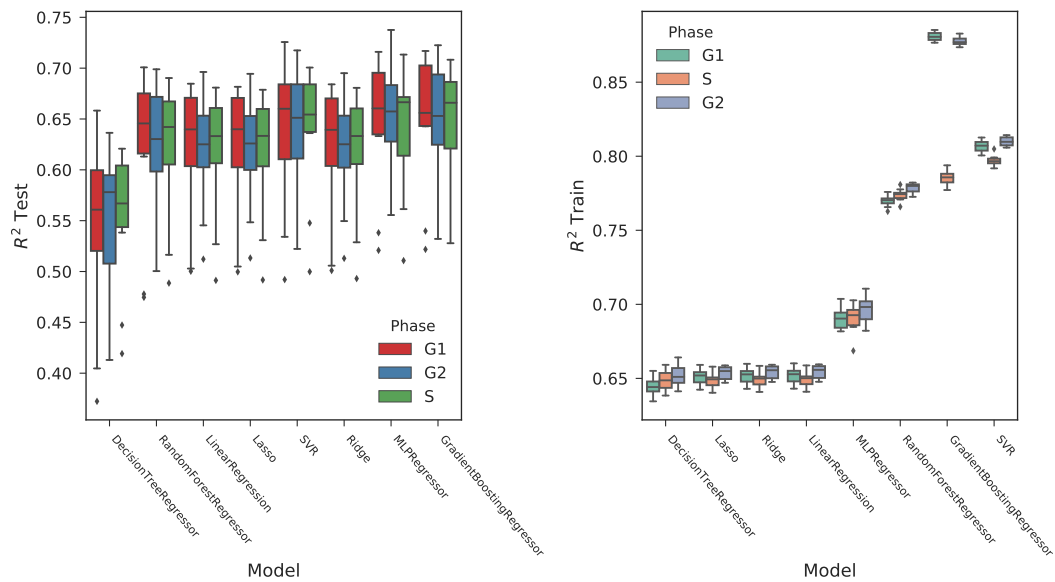 0.75
0.70
0.65
0.60
0.55
0.50
0.45
0.40
R² Test
Phase
G1
G2
S
DecisionTreeRegressor
RandomForestRegressor
LinearRegression
Lasso
SVR
Ridge
MLPRegressor
GradientBoostingRegressor
Model
0.85
0.80
0.75
0.70
0.65
R² Train
Phase
G1
S
G2
DecisionTreeRegressor
Lasso
Ridge
LinearRegression
MLPRegressor
RandomForestRegressor
GradientBoostingRegressor
SVR
Model